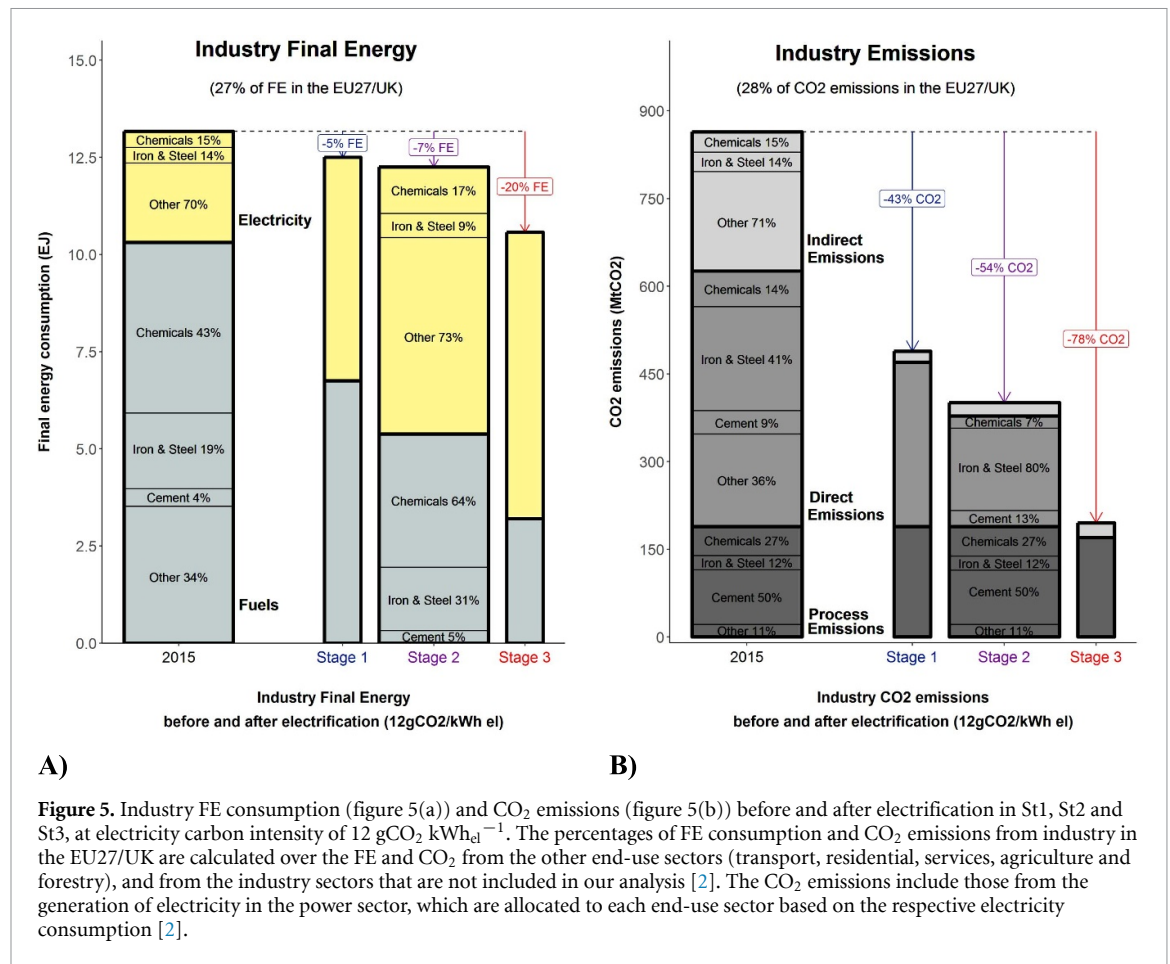 Industry Final Energy
(27% of FE in the EU27/UK)
Final energy consumption (EJ)
15.0
12.5
10.0
7.5
5.0
2.5
0.0
Chemicals 15%
Iron & Steel 14%
Other 70%
Chemicals 43%
Iron & Steel 19%
Cement 4%
Other 34%
Electricity
Fuels
-5% FE
-7% FE
-20% FE
Chemicals 17%
Iron & Steel 9%
Other 73%
Chemicals 64%
Iron & Steel 31%
Cement 5%
2015
Stage 1
Stage 2
Stage 3
Industry Final Energy
before and after electrification (12gCO2/kWh el)
A)
Industry Emissions
(28% of CO2 emissions in the EU27/UK)
CO2 emissions (MtCO2)
900
750
600
450
300
150
0
Chemicals 15%
Iron & Steel 14%
Other 71%
Chemicals 14%
Iron & Steel 41%
Cement 9%
Other 36%
Chemicals 27%
Iron & Steel 12%
Cement 50%
Other 11%
Indirect
Emissions
Direct
Emissions
Process
Emissions
-43% CO2
-54% CO2
-78% CO2
Chemicals 7%
Iron & Steel 80%
Cement 13%
Chemicals 27%
Iron & Steel 12%
Cement 50%
Other 11%
2015
Stage 1
Stage 2
Stage 3
Industry CO2 emissions
before and after electrification (12gCO2/kWh el)
B)
Figure 5. Industry FE consumption (figure 5(a)) and CO₂ emissions (figure 5(b)) before and after electrification in St1, St2 and
St3, at electricity carbon intensity of 12 gCO₂ kWhₑₗ⁻¹. The percentages of FE consumption and CO₂ emissions from industry in
the EU27/UK are calculated over the FE and CO₂ from the other end-use sectors (transport, residential, services, agriculture and
forestry), and from the industry sectors that are not included in our analysis [2]. The CO₂ emissions include those from the
generation of electricity in the power sector, which are allocated to each end-use sector based on the respective electricity
consumption [2].